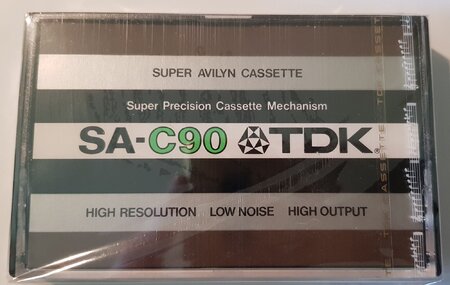 SUPER AVILYN CASSETTE
Super Precision Cassette Mechanism
SA-C90 TDK®
HIGH RESOLUTION LOW NOISE HIGH OUTPUT